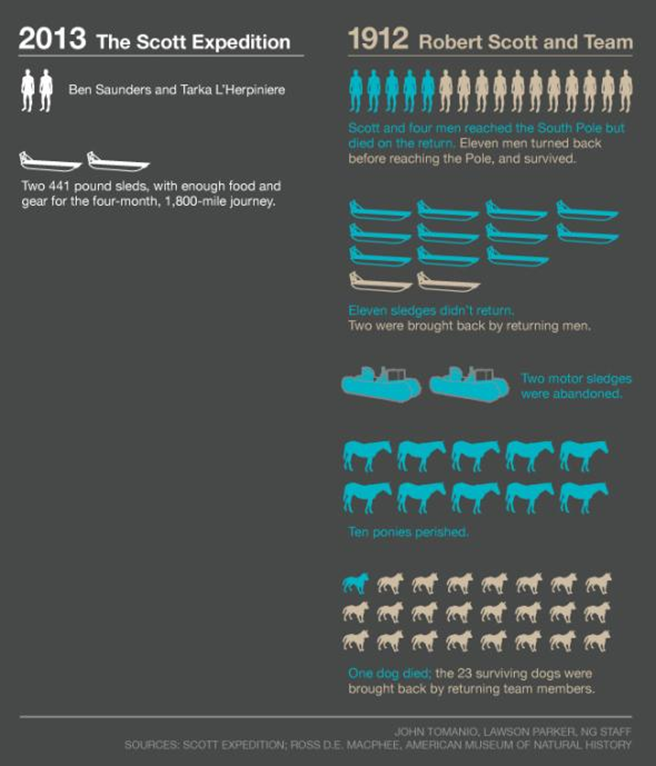 2013 The Scott Expedition
Ben Saunders and Tarka L'Herpiniere
Two 441 pound sleds, with enough food and
gear for the four-month, 1,800-mile journey.
1912 Robert Scott and Team
Scott and four men reached the South Pole but
died on the return. Eleven men turned back
before reaching the Pole, and survived.
Eleven sledges didn't return.
Two were brought back by returning men.
Two motor sledges
were abandoned.
Ten ponies perished.
One dog died; the 23 surviving dogs were
brought back by returning team members.
JOHN TOMANIO, LAWSON PARKER, NG STAFF
SOURCES: SCOTT EXPEDITION; ROSS D.E. MACPHEE, AMERICAN MUSEUM OF NATURAL HISTORY